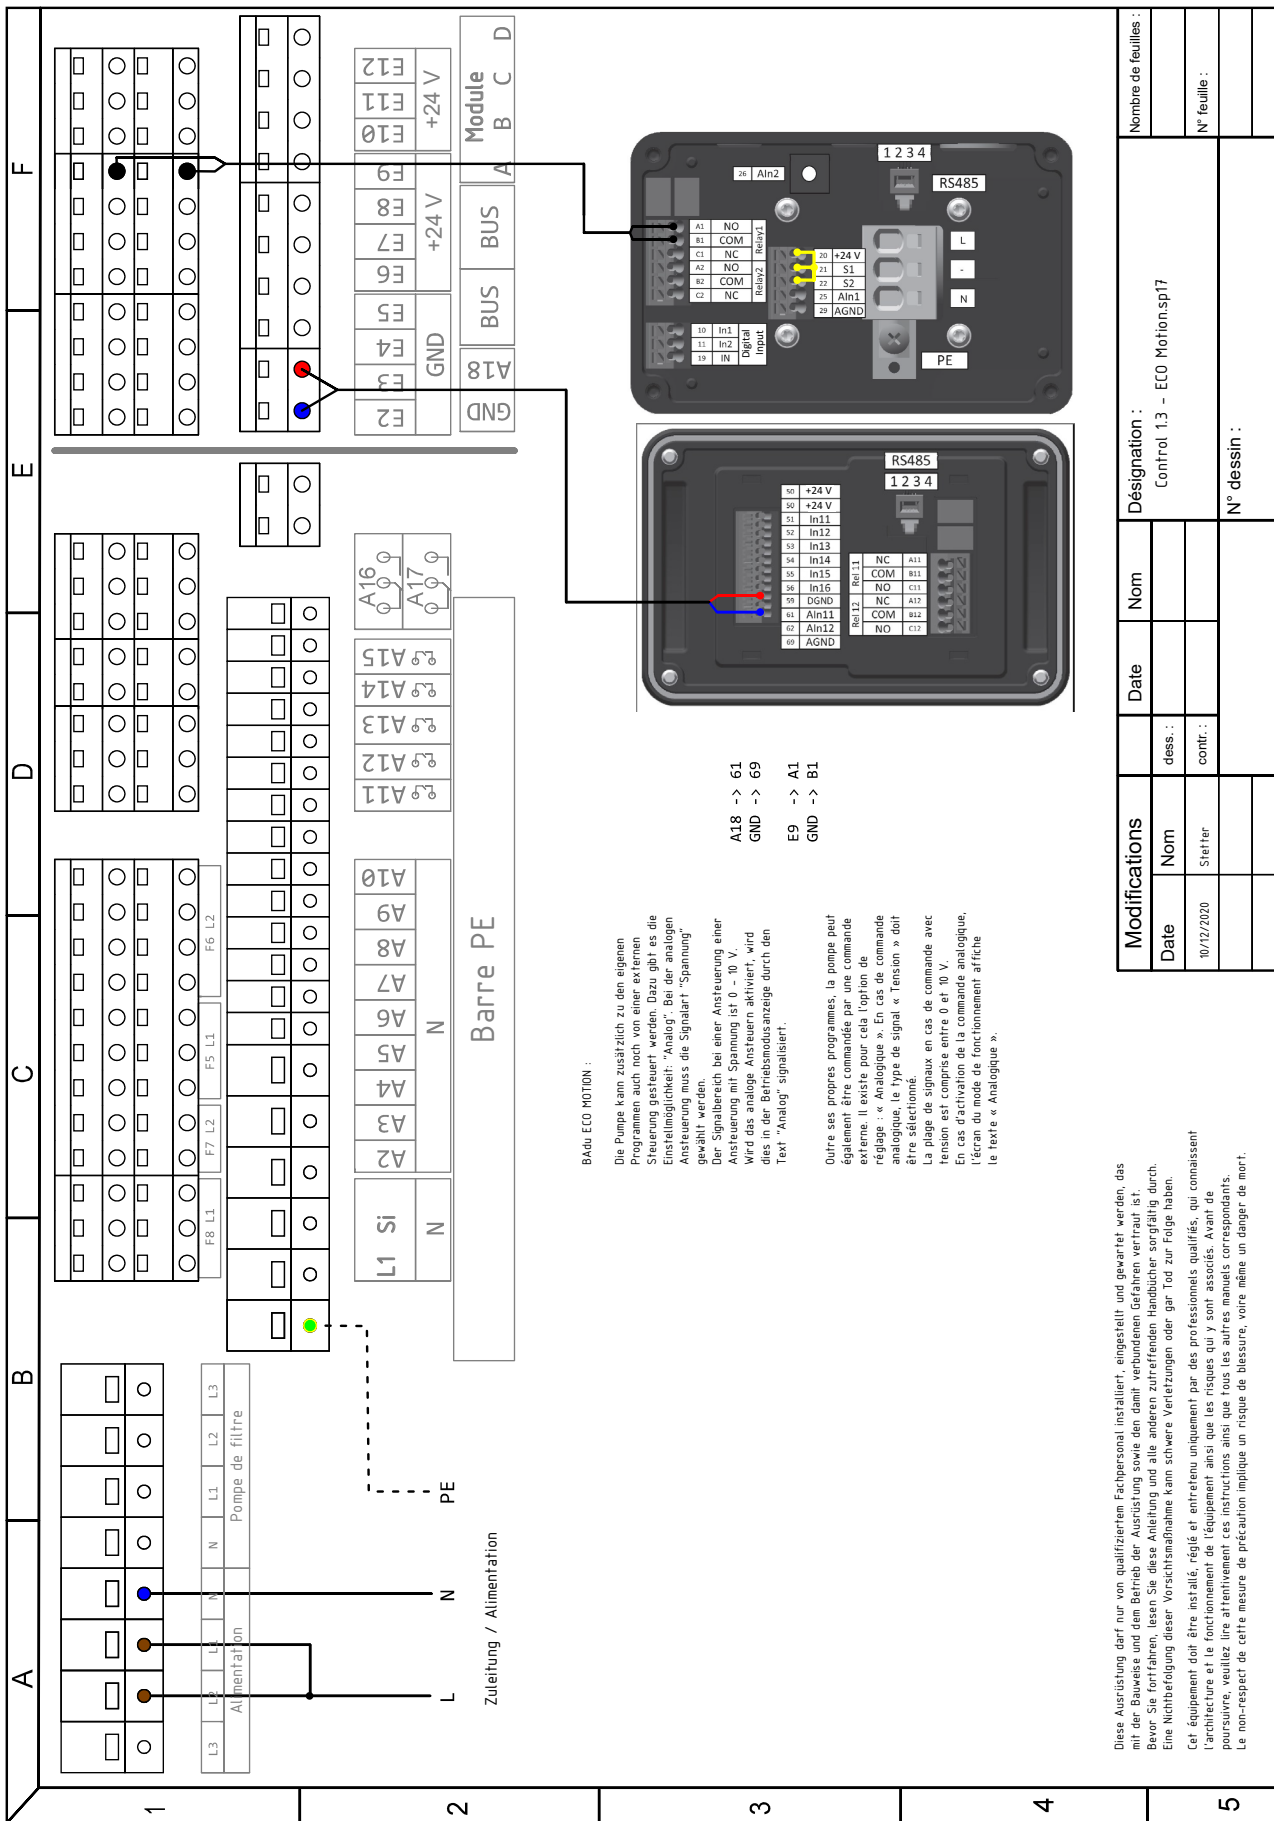 A
B
C
D
E
F
1
2
3
4
5
L3
L2
L1
N
N
L1
L2
L3
Alimentation
Pompe de filtre
F8 L1
F7 L2
F5 L1
F6 L2
L
N
PE
Zuleitung / Alimentation
L1 Si
N
A2
A3
A4
A5
A6
A7
A8
A9
A10
N
A11
A12
A13
A14
A15
A16
A17
Barre PE
E2
E3
E4
E5
E6
E7
E8
E9
E10
E11
E12
GND
+24 V
+24 V
GND
A18
BUS
BUS
Module
A
B
C
D
BAdu ECO MOTION :
Die Pumpe kann zusätzlich zu den eigenen
Programmen auch noch von einer externen
Steuerung gesteuert werden. Dazu gibt es die
Einstellmöglichkeit: "Analog". Bei der analogen
Ansteuerung muss die Signalart "Spannung"
gewählt werden.
Der Signalbereich bei einer Ansteuerung einer
Ansteuerung mit Spannung ist 0 - 10 V.
Wird das analoge Ansteuern aktiviert, wird
dies in der Betriebsmodusanzeige durch den
Text "Analog" signalisiert.
Outre ses propres programmes, la pompe peut
également être commandée par une commande
externe. Il existe pour cela l'option de
réglage : « Analogique ». En cas de commande
analogique, le type de signal « Tension » doit
être sélectionné.
La plage de signaux en cas de commande avec
tension est comprise entre 0 et 10 V.
En cas d'activation de la commande analogique,
l'écran du mode de fonctionnement affiche
le texte « Analogique ».
A18 -> 61
GND -> 69
E9 -> A1
GND -> B1
RS485
1 2 3 4
50 +24 V
50 +24 V
51 In11
52 In12
53 In13
54 In14
55 In15
56 In16
59 DGND
61 AIn11
62 AIn12
69 AGND
Rel 11
NC A11
COM B11
NO C11
Rel 12
NC A12
COM B12
NO C12
26 AIn2
1 2 3 4
RS485
A1 NO
B1 COM
C1 NC
Relay1
A2 NO
B2 COM
C2 NC
Relay2
20 +24 V
21 S1
22 S2
25 AIn1
29 AGND
10 In1
11 In2
19 IN
Digital
Input
L
-
N
PE
Diese Ausrüstung darf nur von qualifiziertem Fachpersonal installiert, eingestellt und gewartet werden, das
mit der Bauweise und dem Betrieb der Ausrüstung sowie den damit verbundenen Gefahren vertraut ist.
Bevor Sie fortfahren, lesen Sie diese Anleitung und alle anderen zutreffenden Handbücher sorgfältig durch.
Eine Nichtbefolgung dieser Vorsichtsmaßnahme kann schwere Verletzungen oder gar Tod zur Folge haben.
Cet équipement doit être installé, réglé et entretenu uniquement par des professionnels qualifiés, qui connaissent
l'architecture et le fonctionnement de l'équipement ainsi que les risques qui y sont associés. Avant de
poursuivre, veuillez lire attentivement ces instructions ainsi que tous les autres manuels correspondants.
Le non-respect de cette mesure de précaution implique un risque de blessure, voire même un danger de mort.
Modifications
Date
Nom
10/12/2020
Stetter
Date
Nom
dess. :
contr. :
Désignation :
Control 1.3 - ECO Motion.sp17
N° dessin :
Nombre de feuilles :
N° feuille :